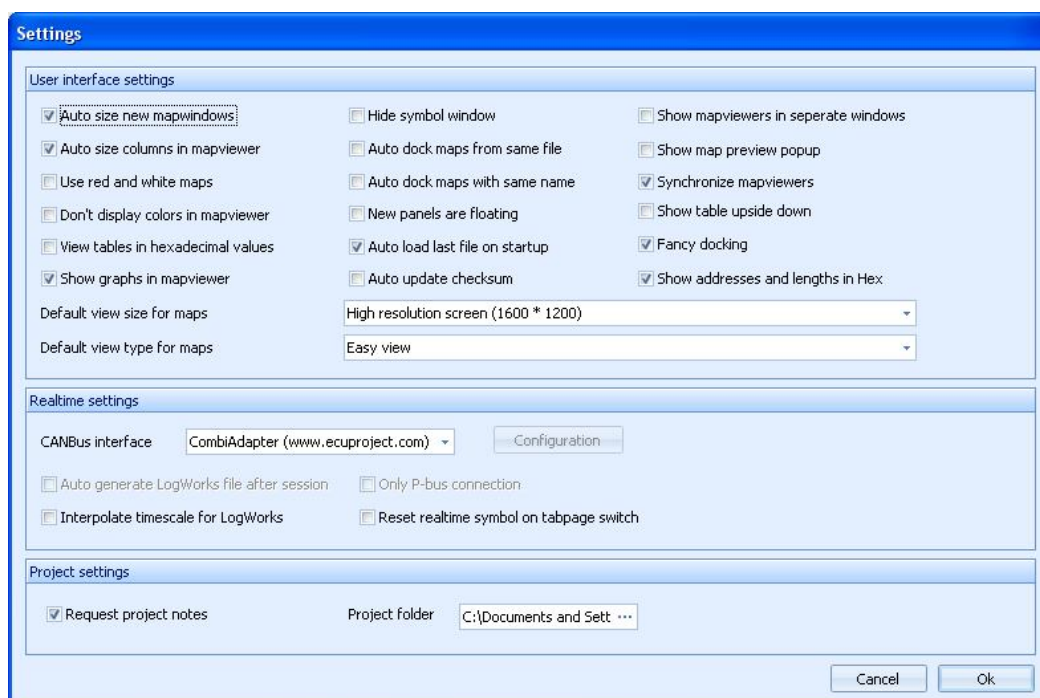 Settings
User interface settings
Auto size new mapwindows
Hide symbol window
Show mapviewers in seperate windows
Auto size columns in mapviewer
Auto dock maps from same file
Show map preview popup
Use red and white maps
Auto dock maps with same name
Synchronize mapviewers
Don't display colors in mapviewer
New panels are floating
Show table upside down
View tables in hexadecimal values
Auto load last file on startup
Fancy docking
Show graphs in mapviewer
Auto update checksum
Show addresses and lengths in Hex
Default view size for maps
High resolution screen (1600 * 1200)
Default view type for maps
Easy view
Realtime settings
CANBus interface
CombiAdapter (www.ecuproject.com)
Configuration
Auto generate LogWorks file after session
Only P-bus connection
Interpolate timescale for LogWorks
Reset realtime symbol on tabpage switch
Project settings
Request project notes
Project folder
C:\Documents and Sett ...
Cancel
Ok